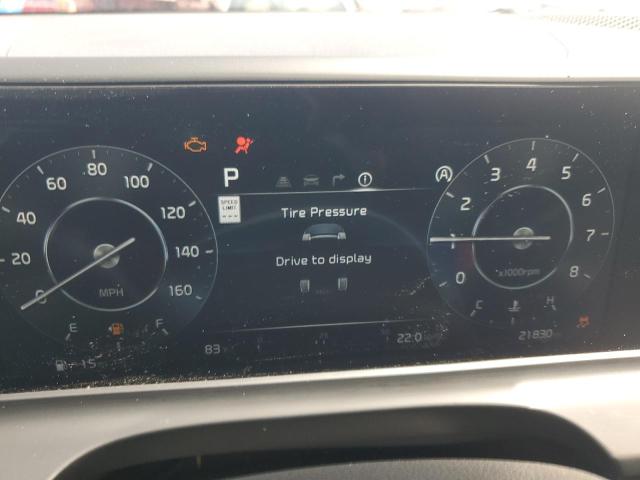 80
60 100
40 120
20 140
0 160
MPH
E F
15
P
SPEED
LIMIT
---
Tire Pressure
Drive to display
83 22.0
4
3 5
2 6
1 7
0 8
x1000rpm
C H
21830
A